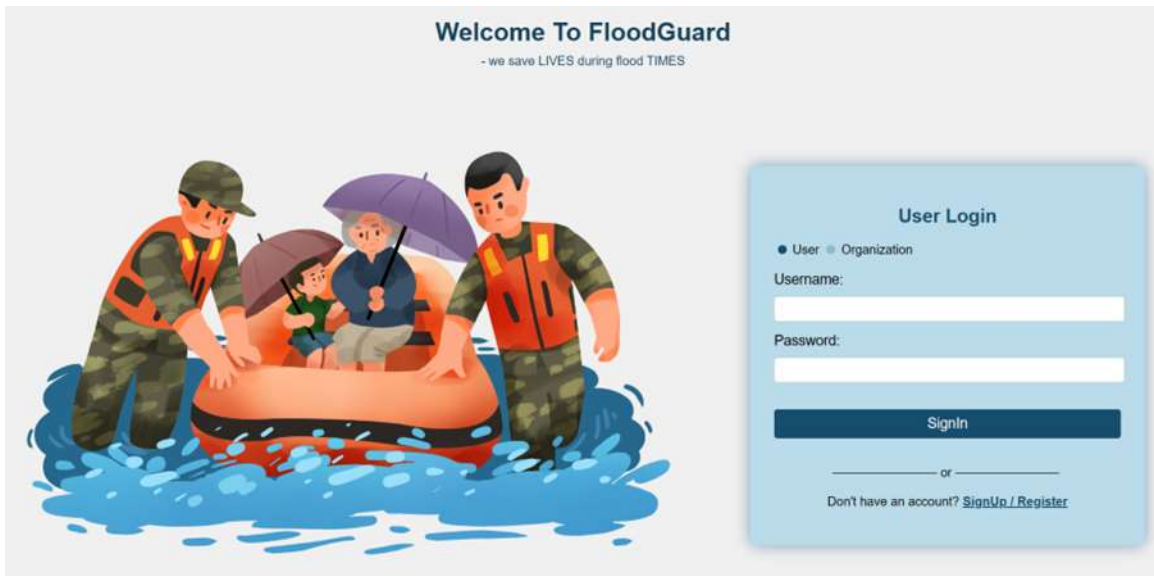 Welcome To FloodGuard
- we save LIVES during flood TIMES
User Login
User Organization
Username:
Password:
SignIn
or
Don't have an account? SignUp / Register